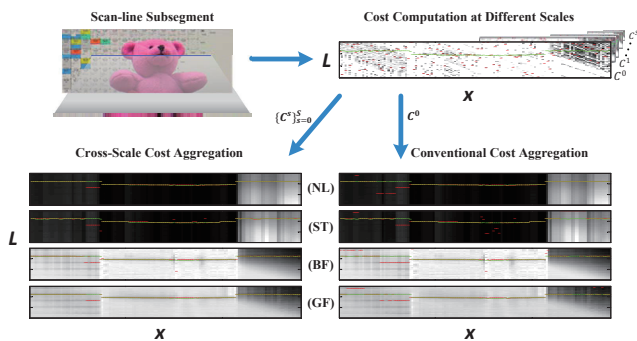 Scan-line Subsegment
Cost Computation at Different Scales
L
X
C^0
C^1
C^S
{C^s}_{s=0}^S
C^0
Cross-Scale Cost Aggregation
Conventional Cost Aggregation
L
(NL)
(ST)
(BF)
(GF)
X
X